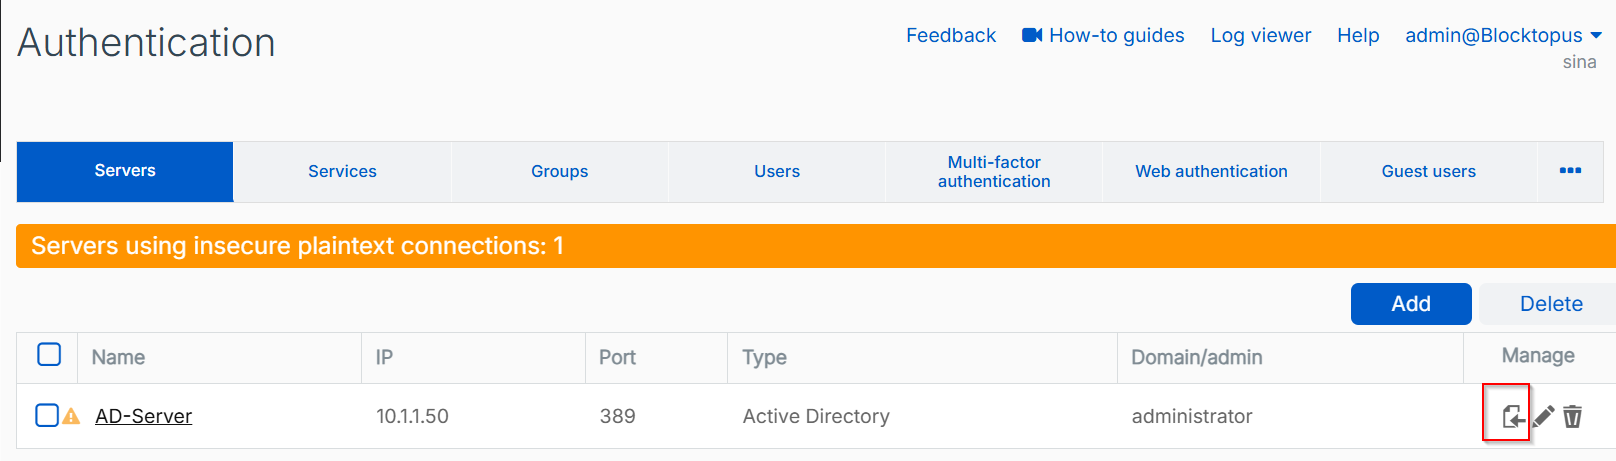 Authentication
Feedback How-to guides Log viewer Help admin@Blocktopus
sina
Servers Services Groups Users Multi-factor authentication Web authentication Guest users
Servers using insecure plaintext connections: 1
Add Delete
Name IP Port Type Domain/admin Manage
AD-Server 10.1.1.50 389 Active Directory administrator